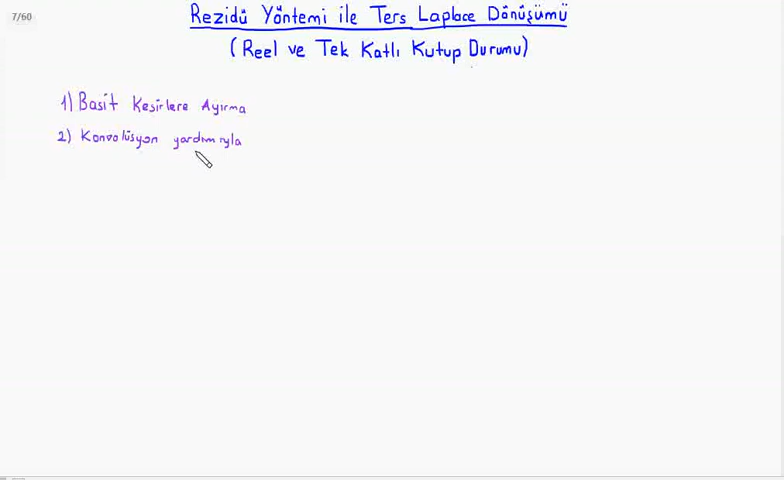 7/60
Rezidü Yöntemi ile Ters Laplace Dönüşümü
(Reel ve Tek Katlı Kutup Durumu)
1) Basit Kesirlere Ayırma
2) Konvolüsyon yardımıyla